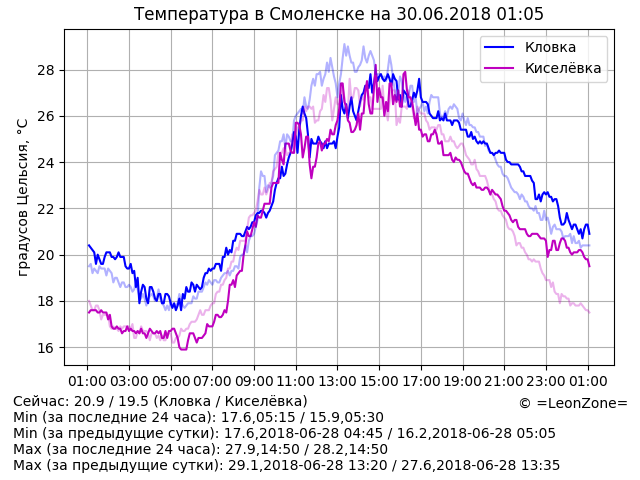 Температура в Смоленске на 30.06.2018 01:05
Кловка
Киселёвка
градусов Цельсия, °C
28
26
24
22
20
18
16
01:00 03:00 05:00 07:00 09:00 11:00 13:00 15:00 17:00 19:00 21:00 23:00 01:00
Сейчас: 20.9 / 19.5 (Кловка / Киселёвка)
© =LeonZone=
Min (за последние 24 часа): 17.6,05:15 / 15.9,05:30
Min (за предыдущие сутки): 17.6,2018-06-28 04:45 / 16.2,2018-06-28 05:05
Max (за последние 24 часа): 27.9,14:50 / 28.2,14:50
Max (за предыдущие сутки): 29.1,2018-06-28 13:20 / 27.6,2018-06-28 13:35